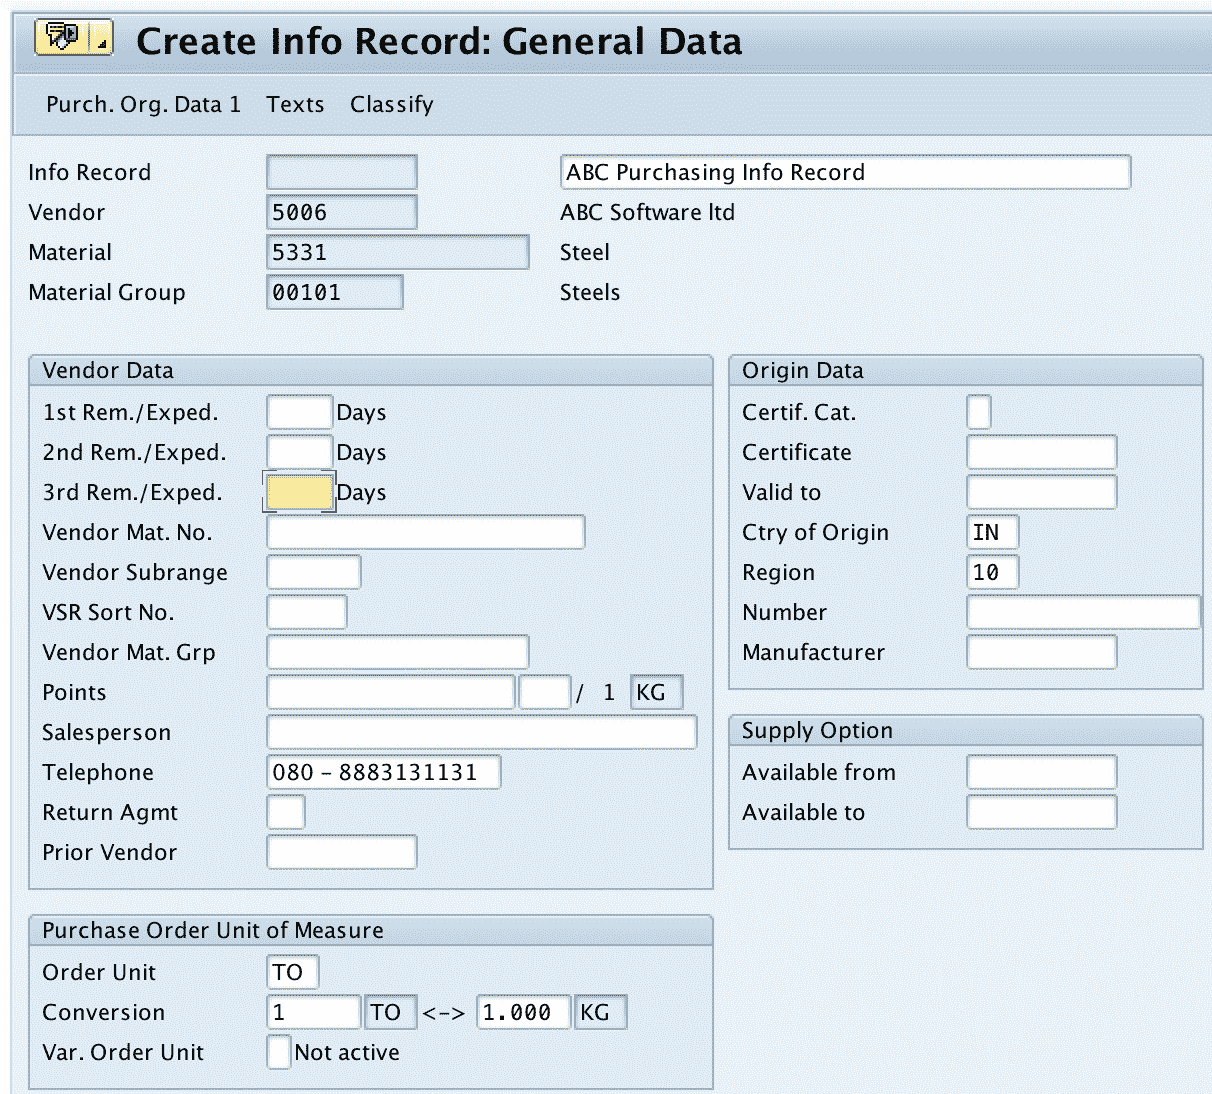 Create Info Record: General Data
Purch. Org. Data 1 Texts Classify
Info Record ABC Purchasing Info Record
Vendor 5006 ABC Software ltd
Material 5331 Steel
Material Group 00101 Steels
Vendor Data
1st Rem./Exped. Days
2nd Rem./Exped. Days
3rd Rem./Exped. Days
Vendor Mat. No.
Vendor Subrange
VSR Sort No.
Vendor Mat. Grp
Points / 1 KG
Salesperson
Telephone 080 – 8883131131
Return Agmt
Prior Vendor
Origin Data
Certif. Cat.
Certificate
Valid to
Ctry of Origin IN
Region 10
Number
Manufacturer
Supply Option
Available from
Available to
Purchase Order Unit of Measure
Order Unit TO
Conversion 1 TO <-> 1.000 KG
Var. Order Unit Not active